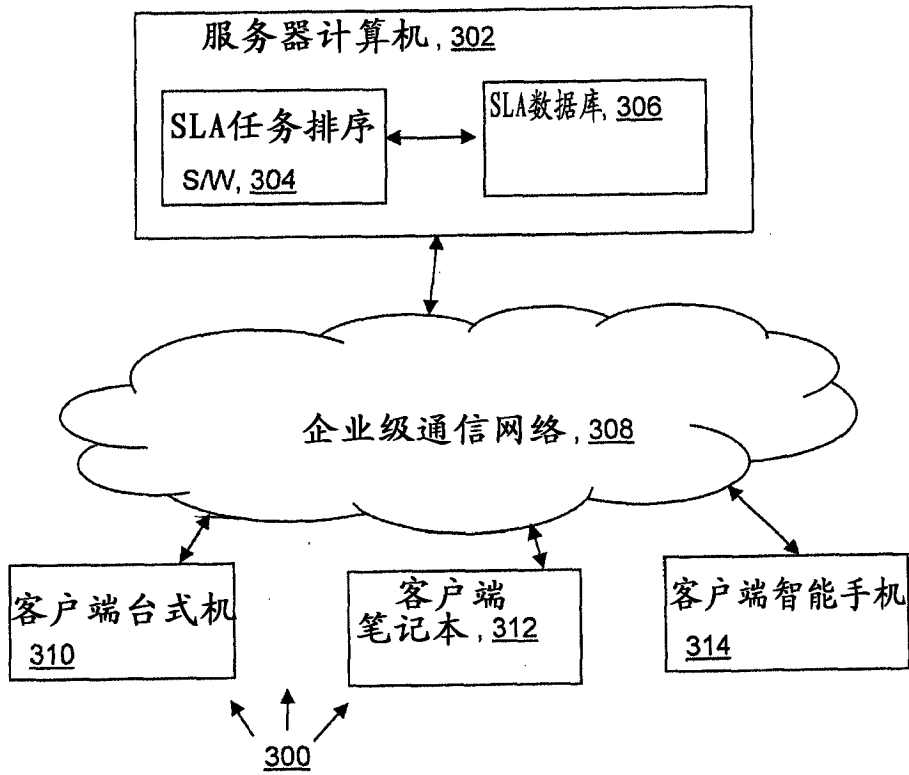 服务器计算机, 302
SLA任务排序
S/W, 304
SLA数据库, 306
企业级通信网络, 308
客户端台式机
310
客户端
笔记本, 312
客户端智能手机
314
300